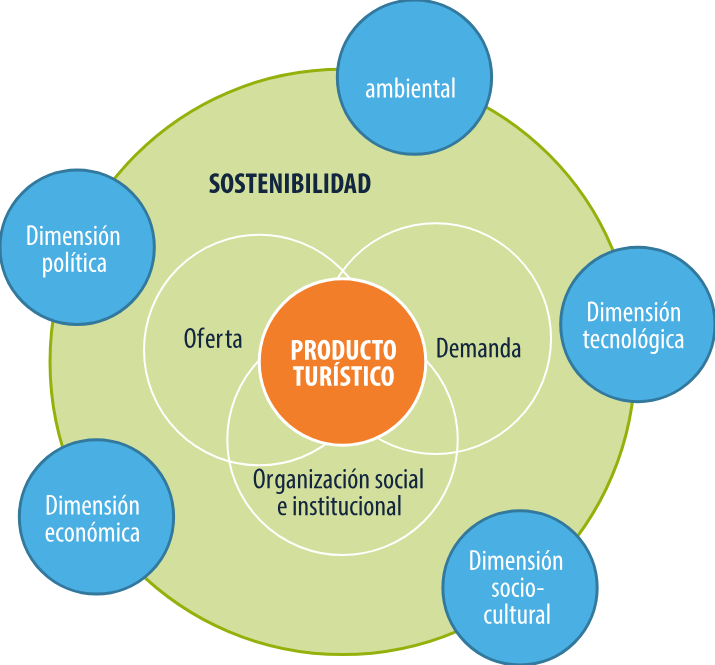 ambiental
SOSTENIBILIDAD
Dimensión
política
Dimensión
tecnológica
Oferta
PRODUCTO
TURÍSTICO
Demanda
Organización social
e institucional
Dimensión
económica
Dimensión
socio-
cultural